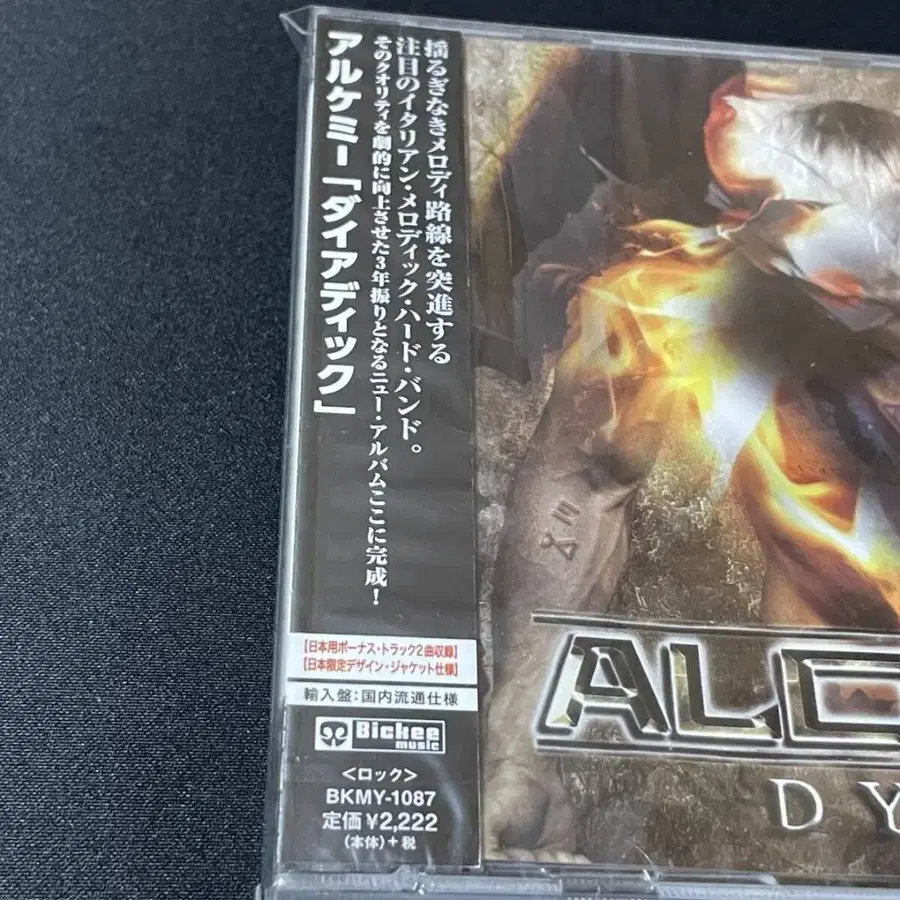 揺るぎなきメロディ路線を突進する
注目のイタリアン・メロディック・ハード・バンド。
そのクオリティを劇的に向上させた3年振りとなるニュー・アルバムここに完成!
アルケミー「ダイアディック」
【日本用ボーナス・トラック2曲収録】
【日本限定デザイン・ジャケット仕様】
輸入盤:国内流通仕様
Bickee
music
<ロック>
BKMY-1087
定価¥2,222
(本体)+税
ALC
DY